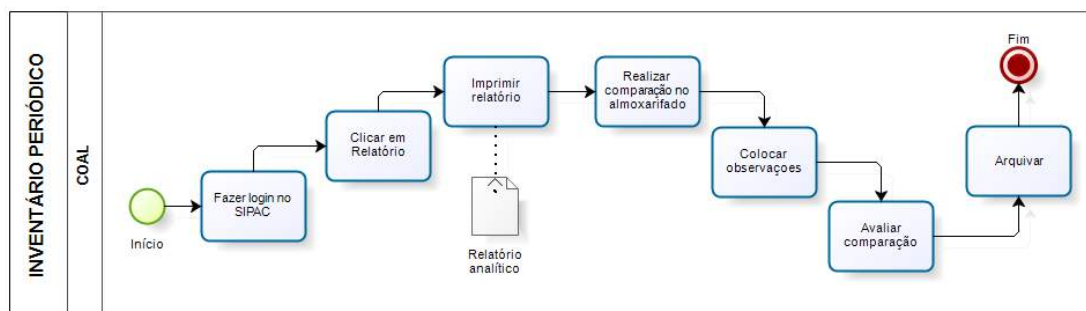 INVENTÁRIO PERIÓDICO
COAL
Início
Fazer login no
SIPAC
Clicar em
Relatório
Imprimir
relatório
Relatório
analítico
Realizar
comparação no
almoxarifado
Colocar
observaçoes
Avaliar
comparação
Arquivar
Fim